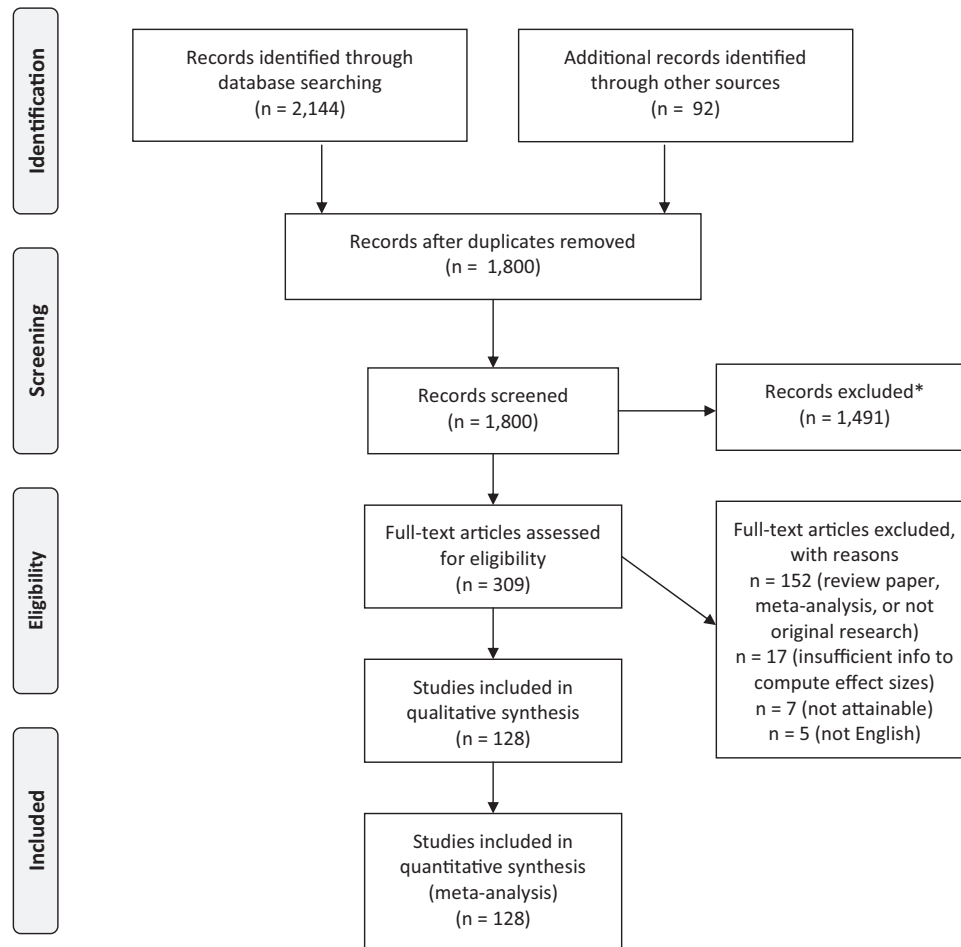 Identification
Records identified through
database searching
(n = 2,144)
Additional records identified
through other sources
(n = 92)
Records after duplicates removed
(n = 1,800)
Screening
Records screened
(n = 1,800)
Records excluded*
(n = 1,491)
Eligibility
Full-text articles assessed
for eligibility
(n = 309)
Full-text articles excluded,
with reasons
n = 152 (review paper,
meta-analysis, or not
original research)
n = 17 (insufficient info to
compute effect sizes)
n = 7 (not attainable)
n = 5 (not English)
Studies included in
qualitative synthesis
(n = 128)
Included
Studies included in
quantitative synthesis
(meta-analysis)
(n = 128)